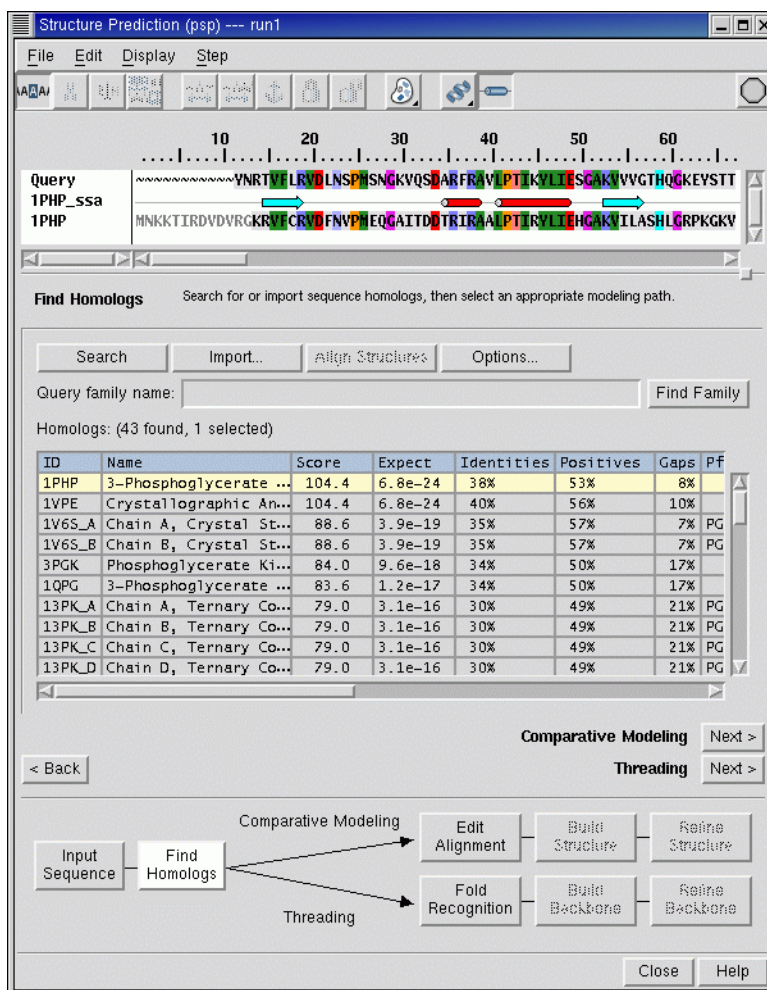 Structure Prediction (psp) --- run1
File Edit Display Step
10 20 30 40 50 60
Query ~~~~~~~~~~~YNRTVFLRVDLNSPMSNGKVQSDARFRAVLPTIKYLIESGAKVVVGTHQGKEYSTT
1PHP_ssa
1PHP MNKKTIRDVDVRGKRVFCRVDFNVPMEQGAITDDTRIRAALPTIRYLIEHGAKVILASHLGRPKGKV
Find Homologs Search for or import sequence homologs, then select an appropriate modeling path.
Search Import... Align Structures Options...
Query family name: Find Family
Homologs: (43 found, 1 selected)
ID Name Score Expect Identities Positives Gaps Pf
1PHP 3-Phosphoglycerate ... 104.4 6.8e-24 38% 53% 8%
1VPE Crystallographic An... 104.4 6.8e-24 40% 56% 10%
1V6S_A Chain A, Crystal St... 88.6 3.9e-19 35% 57% 7% PG
1V6S_B Chain B, Crystal St... 88.6 3.9e-19 35% 57% 7% PG
3PGK Phosphoglycerate Ki... 84.0 9.6e-18 34% 50% 17%
1QPG 3-Phosphoglycerate ... 83.6 1.2e-17 34% 50% 17%
13PK_A Chain A, Ternary Co... 79.0 3.1e-16 30% 49% 21% PG
13PK_B Chain B, Ternary Co... 79.0 3.1e-16 30% 49% 21% PG
13PK_C Chain C, Ternary Co... 79.0 3.1e-16 30% 49% 21% PG
13PK_D Chain D, Ternary Co... 79.0 3.1e-16 30% 49% 21% PG
Comparative Modeling Next >
< Back Threading Next >
Comparative Modeling
Input Sequence
Find Homologs
Edit Alignment
Build Structure
Refine Structure
Threading
Fold Recognition
Build Backbone
Refine Backbone
Close Help